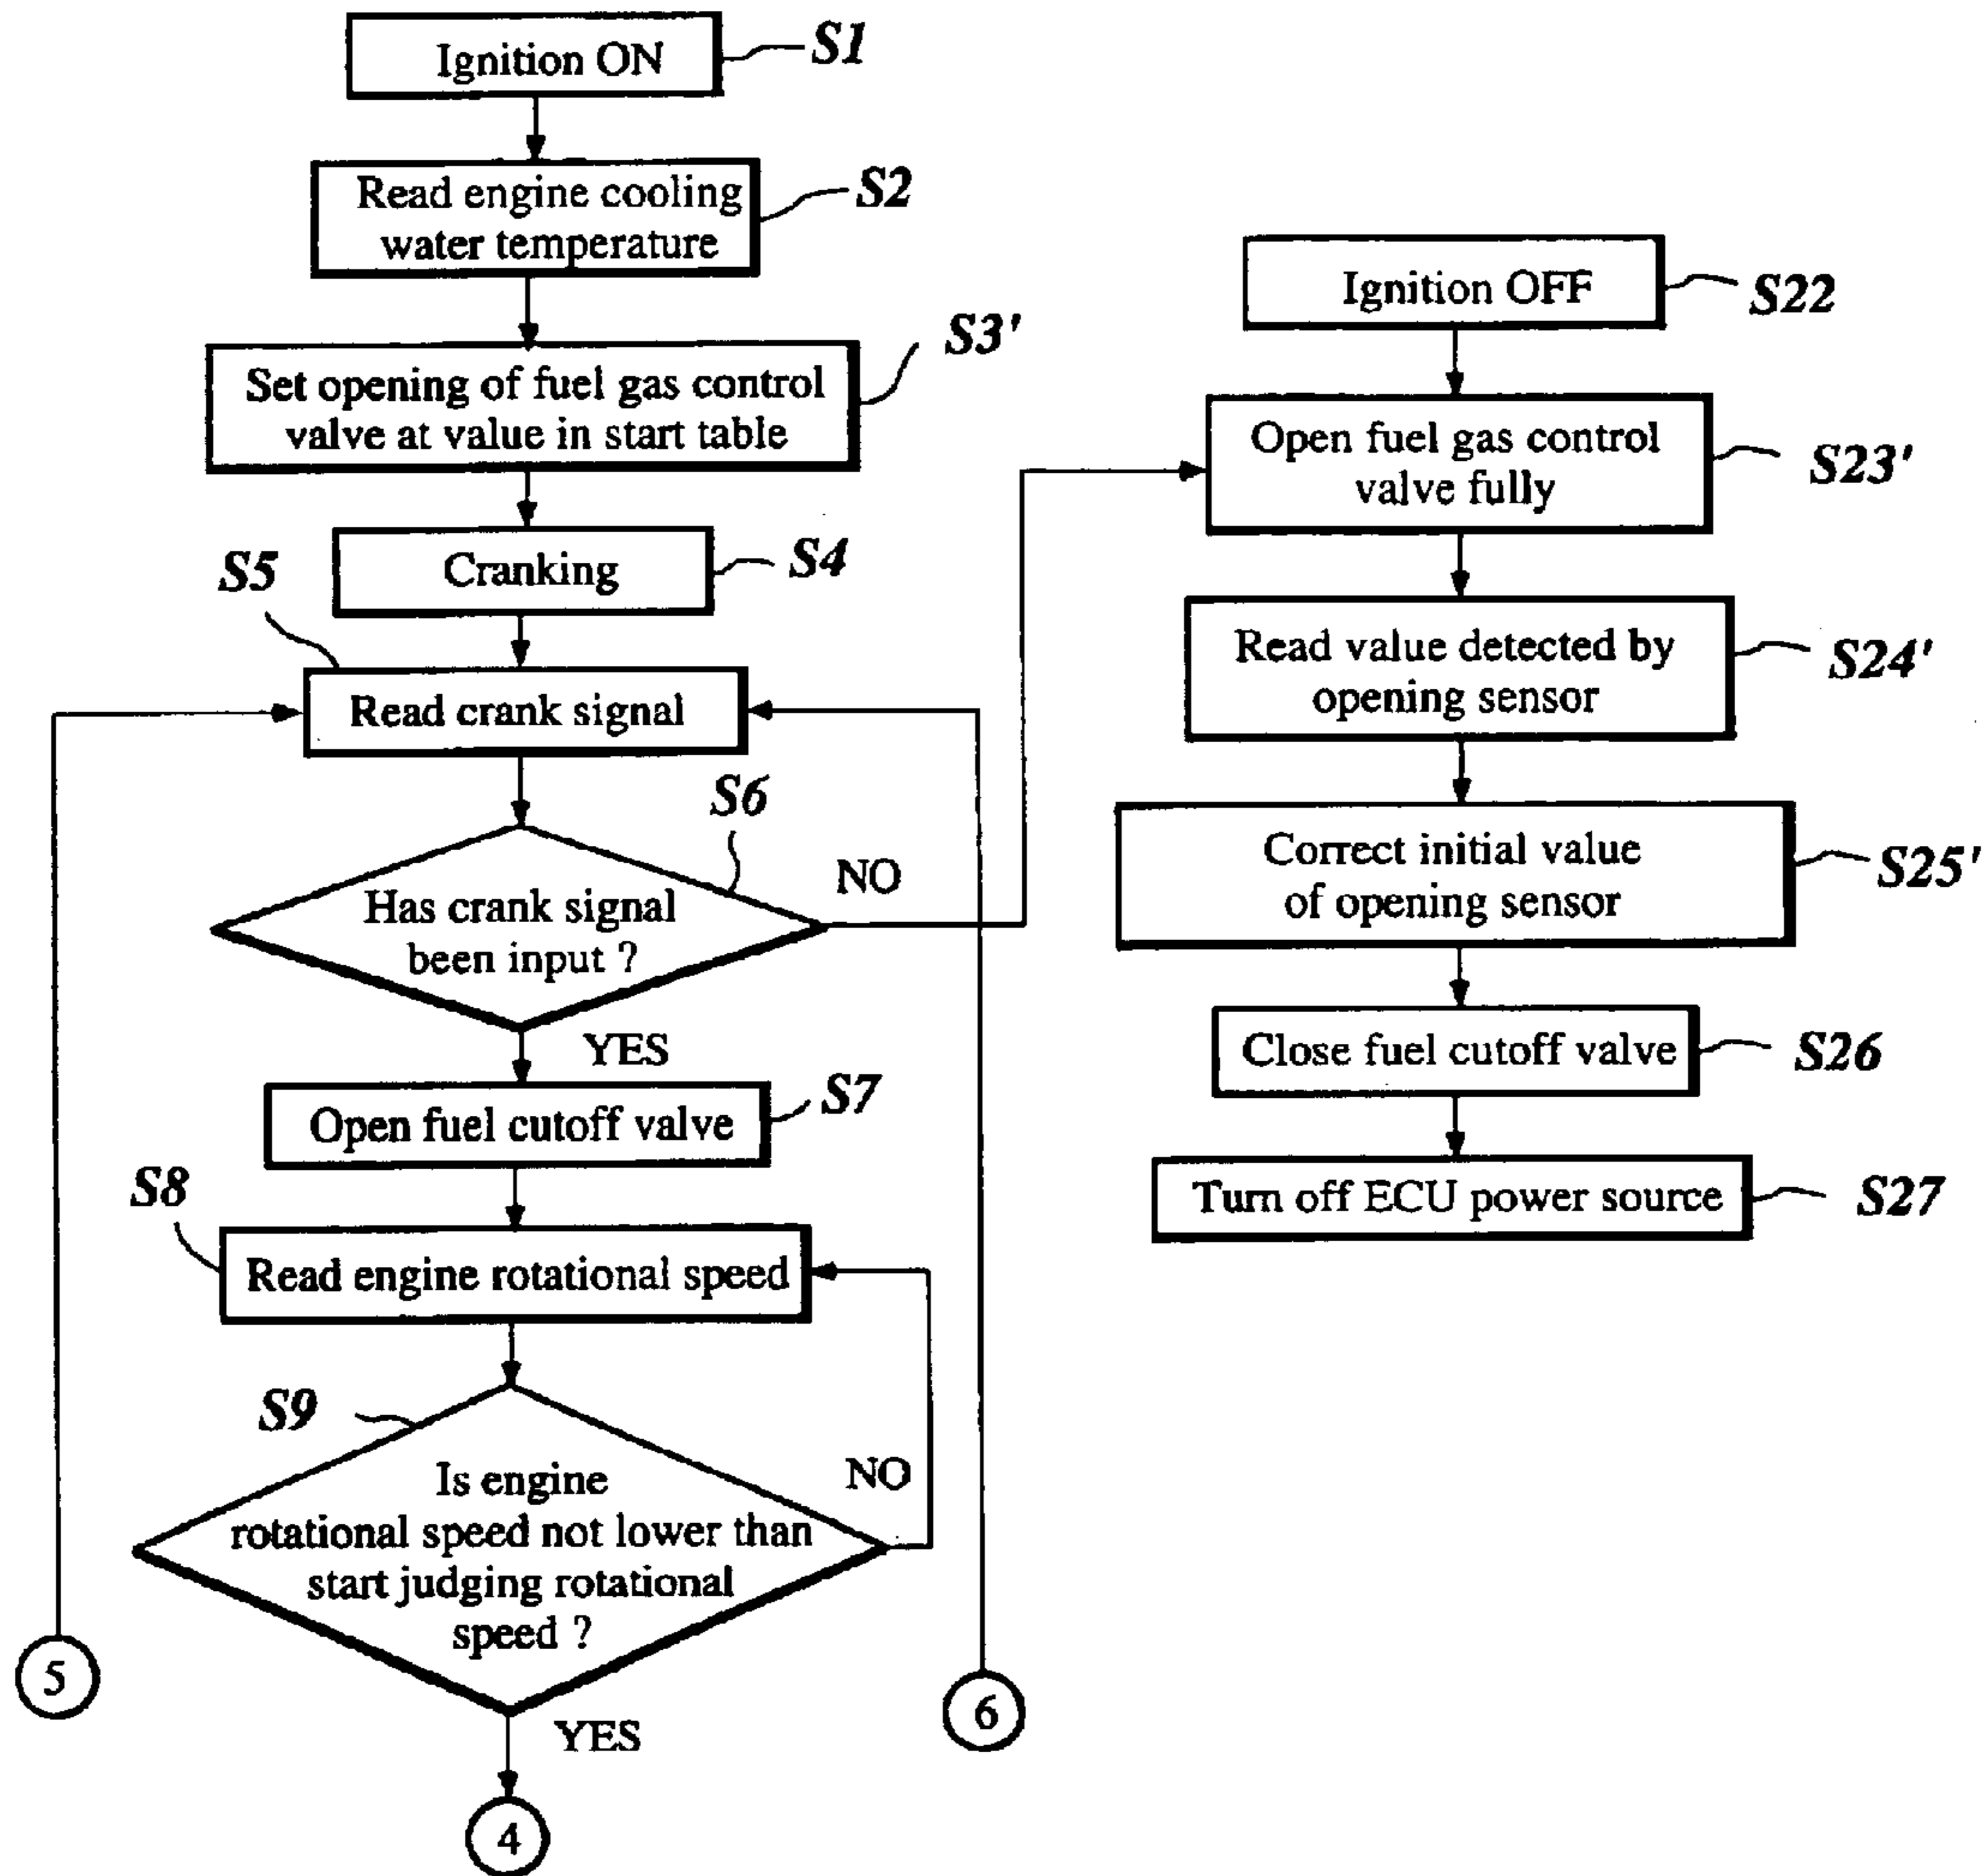 Ignition ON
S1
Read engine cooling
water temperature
S2
Set opening of fuel gas control
valve at value in start table
S3'
Cranking
S4
S5
Read crank signal
S6
Has crank signal
been input ?
NO
YES
Open fuel cutoff valve
S7
S8
Read engine rotational speed
S9
Is engine
rotational speed not lower than
start judging rotational
speed ?
NO
YES
5
6
4
Ignition OFF
S22
Open fuel gas control
valve fully
S23'
Read value detected by
opening sensor
S24'
Correct initial value
of opening sensor
S25'
Close fuel cutoff valve
S26
Turn off ECU power source
S27